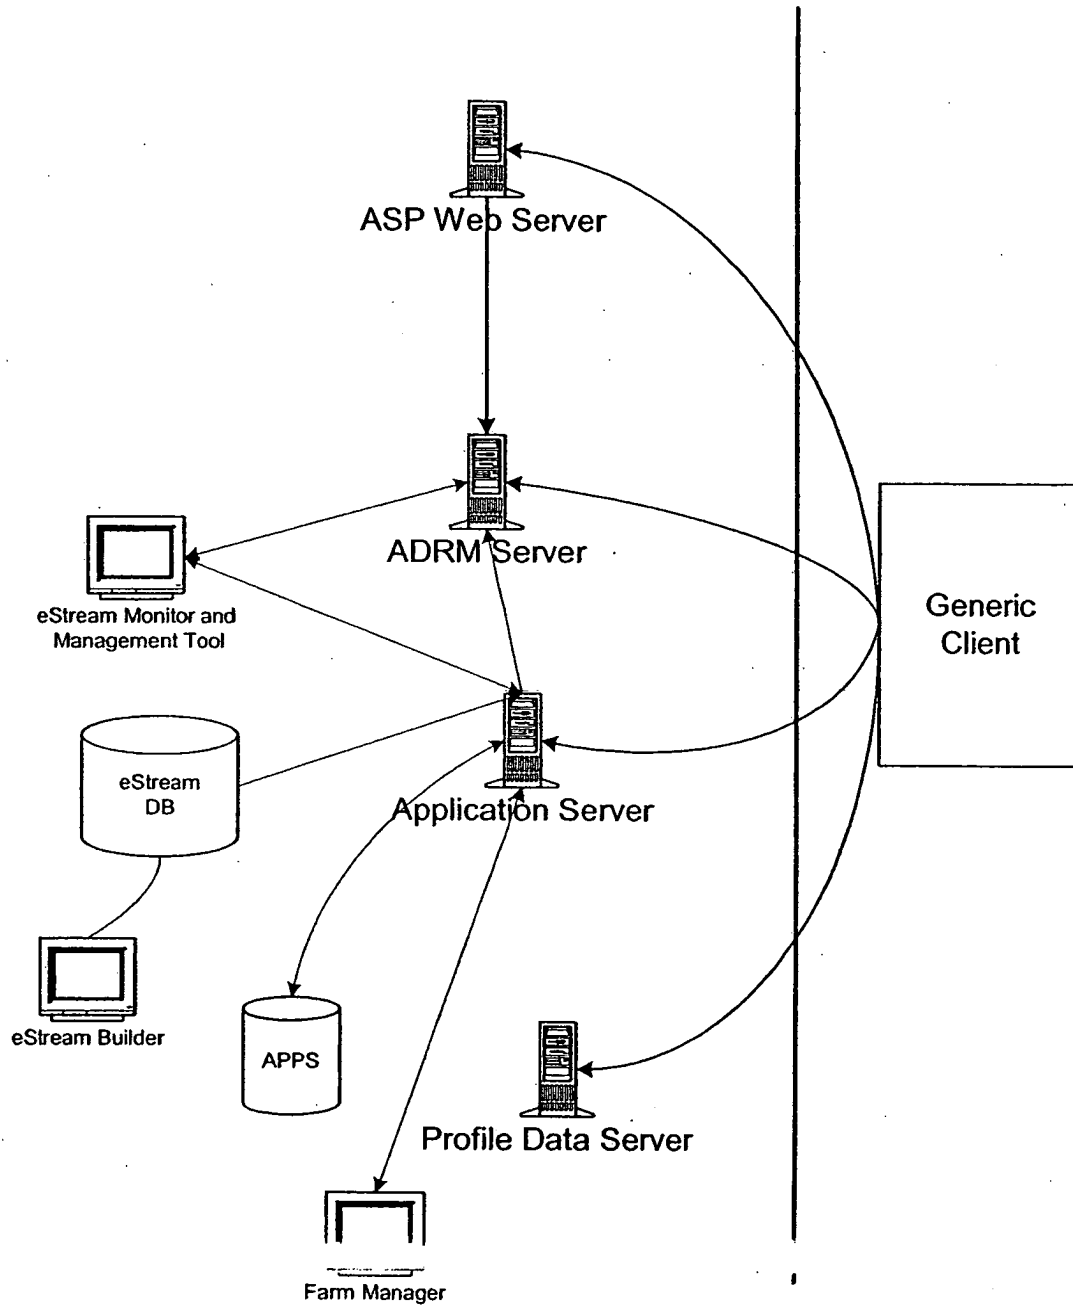 ASP Web Server
ADRM Server
eStream Monitor and
Management Tool
Generic
Client
eStream
DB
Application Server
eStream Builder
APPS
Profile Data Server
Farm Manager